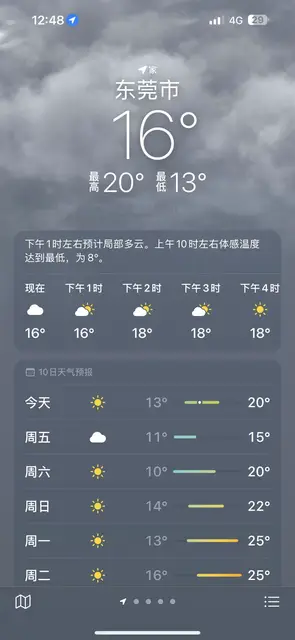 12:48
4G 29
家
东莞市
16°
最高20° 最低13°
下午1时左右预计局部多云。上午10时左右体感温度
达到最低，为 8°。
现在 下午1时 下午2时 下午3时 下午4时
16° 16° 18° 18° 18°
10日天气预报
今天 13° 20°
周五 11° 15°
周六 10° 20°
周日 14° 22°
周一 13° 25°
周二 16° 25°